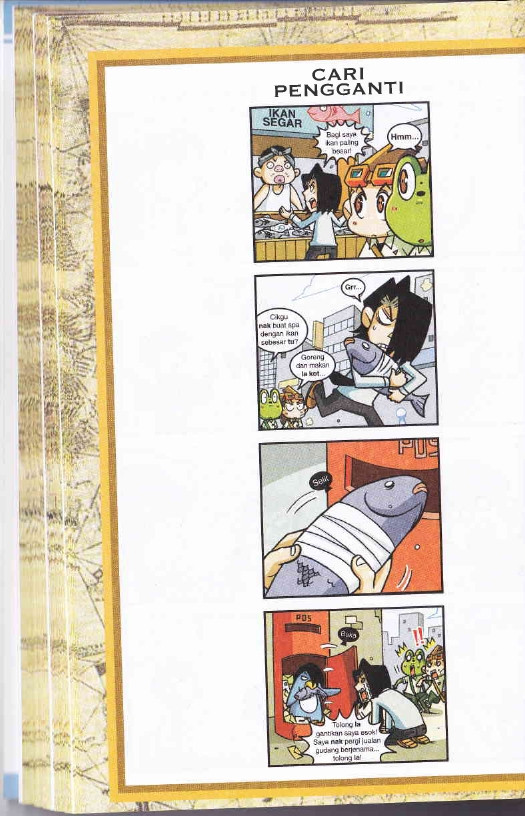 CARI
PENGGANTI
IKAN
SEGAR
Bagi saya
ikan paling
besar!
Hmm...
Grr...
Cikgu
nak buat apa
dengan ikan
sebesar tu?
Goreng
dan makan
la kot...
POS
Selit
POS
Buka
!!
Tolong la
gantikan saya esok!
Saya nak pergi jualan
gudang berjenama...
tolong la!